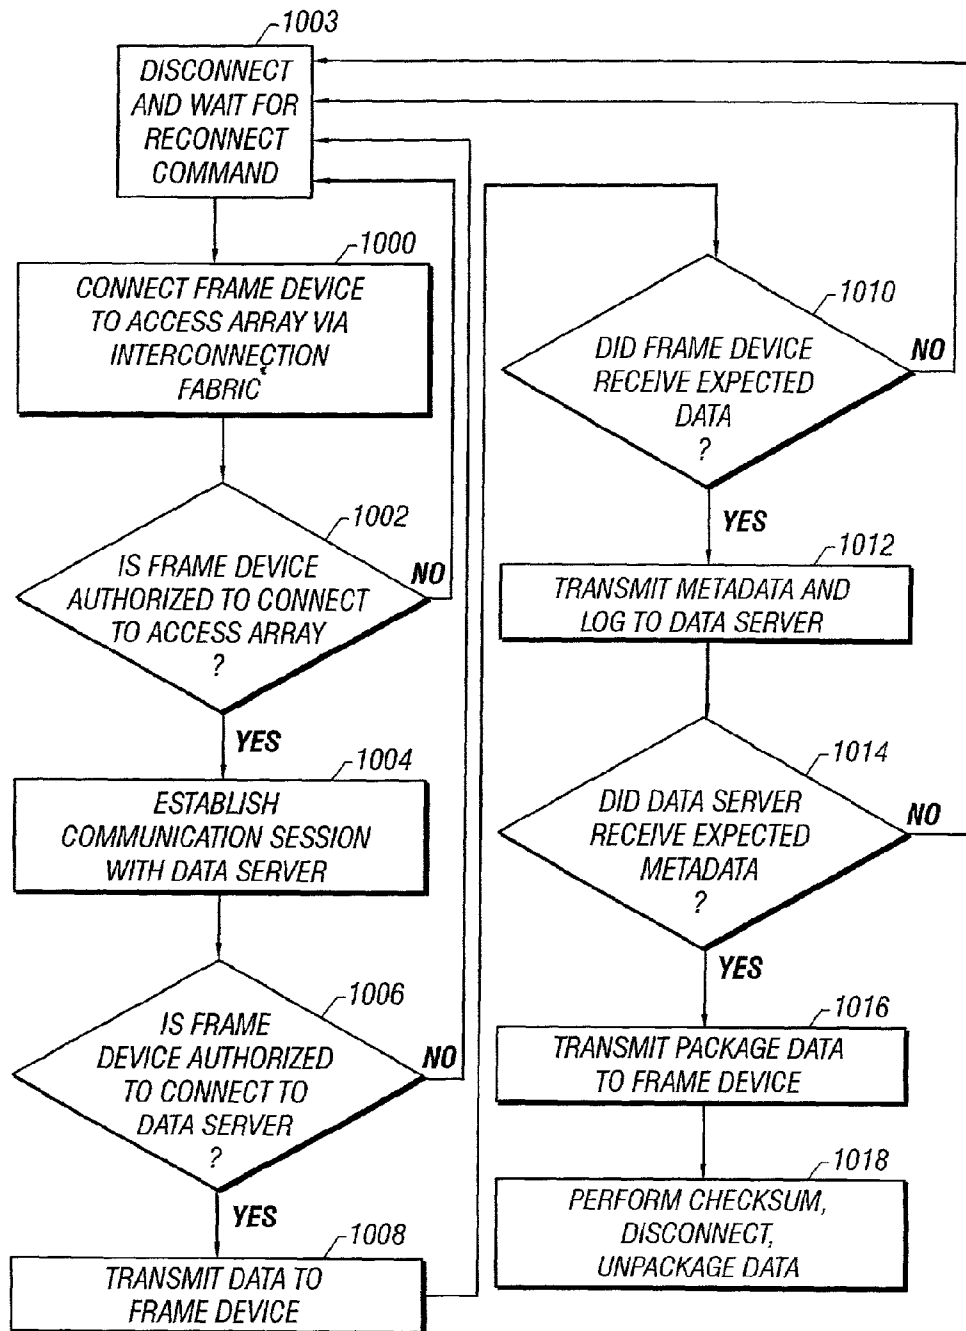 1003
DISCONNECT
AND WAIT FOR
RECONNECT
COMMAND
1000
CONNECT FRAME DEVICE
TO ACCESS ARRAY VIA
INTERCONNECTION
FABRIC
1002
IS FRAME DEVICE
AUTHORIZED TO CONNECT
TO ACCESS ARRAY
?
NO
YES
1004
ESTABLISH
COMMUNICATION SESSION
WITH DATA SERVER
1006
IS FRAME
DEVICE AUTHORIZED
TO CONNECT TO
DATA SERVER
?
NO
YES
1008
TRANSMIT DATA TO
FRAME DEVICE
1010
DID FRAME DEVICE
RECEIVE EXPECTED
DATA
?
NO
YES
1012
TRANSMIT METADATA AND
LOG TO DATA SERVER
1014
DID DATA SERVER
RECEIVE EXPECTED
METADATA
?
NO
YES
1016
TRANSMIT PACKAGE DATA
TO FRAME DEVICE
1018
PERFORM CHECKSUM,
DISCONNECT,
UNPACKAGE DATA